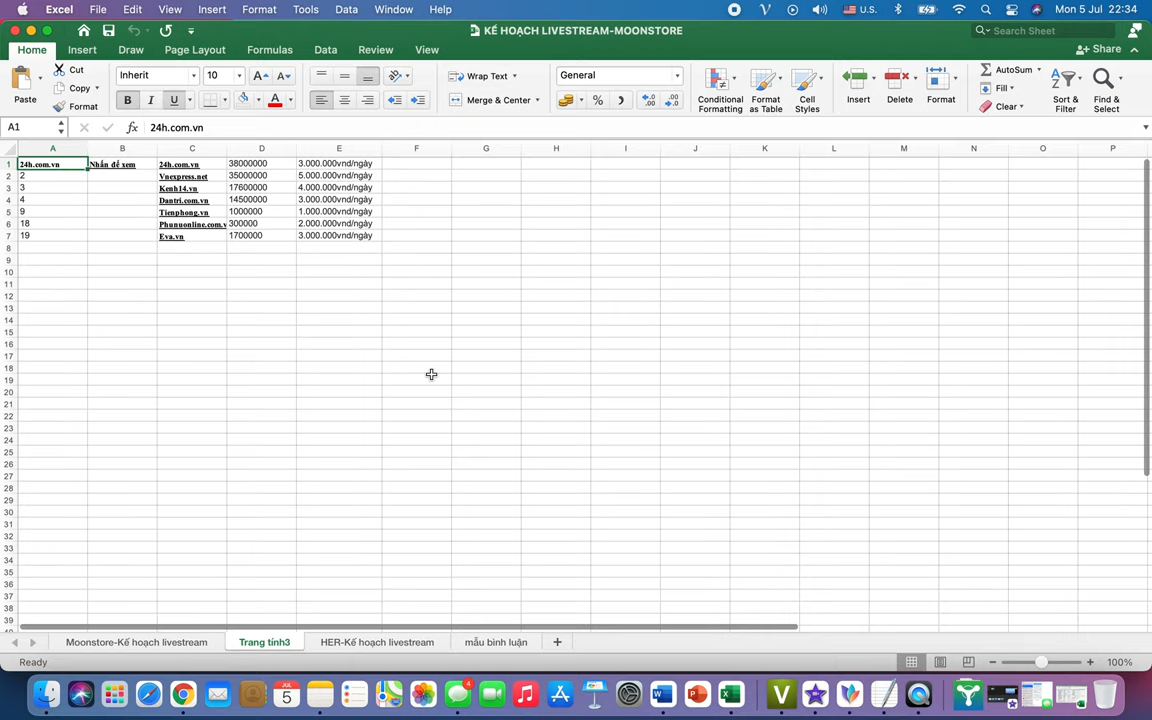 Excel File Edit View Insert Format Tools Data Window Help U.S. Mon 5 Jul 22:34
KẾ HOẠCH LIVESTREAM-MOONSTORE Search Sheet
Home Insert Draw Page Layout Formulas Data Review View Share
Paste Cut Copy Format
Inherit 10
B I U A
Wrap Text
Merge & Center
General
%
Conditional Formatting
Format as Table
Cell Styles
Insert Delete Format
AutoSum
Fill
Clear
Sort & Filter
Find & Select
A1 fx 24h.com.vn
A B C D E F G H I J K L M N O P
1 24h.com.vn Nhấn để xem 24h.com.vn 38000000 3.000.000vnd/ngày
2 2 Vnexpress.net 35000000 5.000.000vnd/ngày
3 3 Kenh14.vn 17600000 4.000.000vnd/ngày
4 4 Dantri.com.vn 14500000 3.000.000vnd/ngày
5 9 Tienphong.vn 1000000 1.000.000vnd/ngày
6 18 Phunuonline.com.v 300000 2.000.000vnd/ngày
7 19 Eva.vn 1700000 3.000.000vnd/ngày
8
9
10
11
12
13
14
15
16
17
18
19
20
21
22
23
24
25
26
27
28
29
30
31
32
33
34
35
36
37
38
39
Moonstore-Kế hoạch livestream Trang tính3 HER-Kế hoạch livestream mẫu bình luận
Ready 100%
JUL 5 4